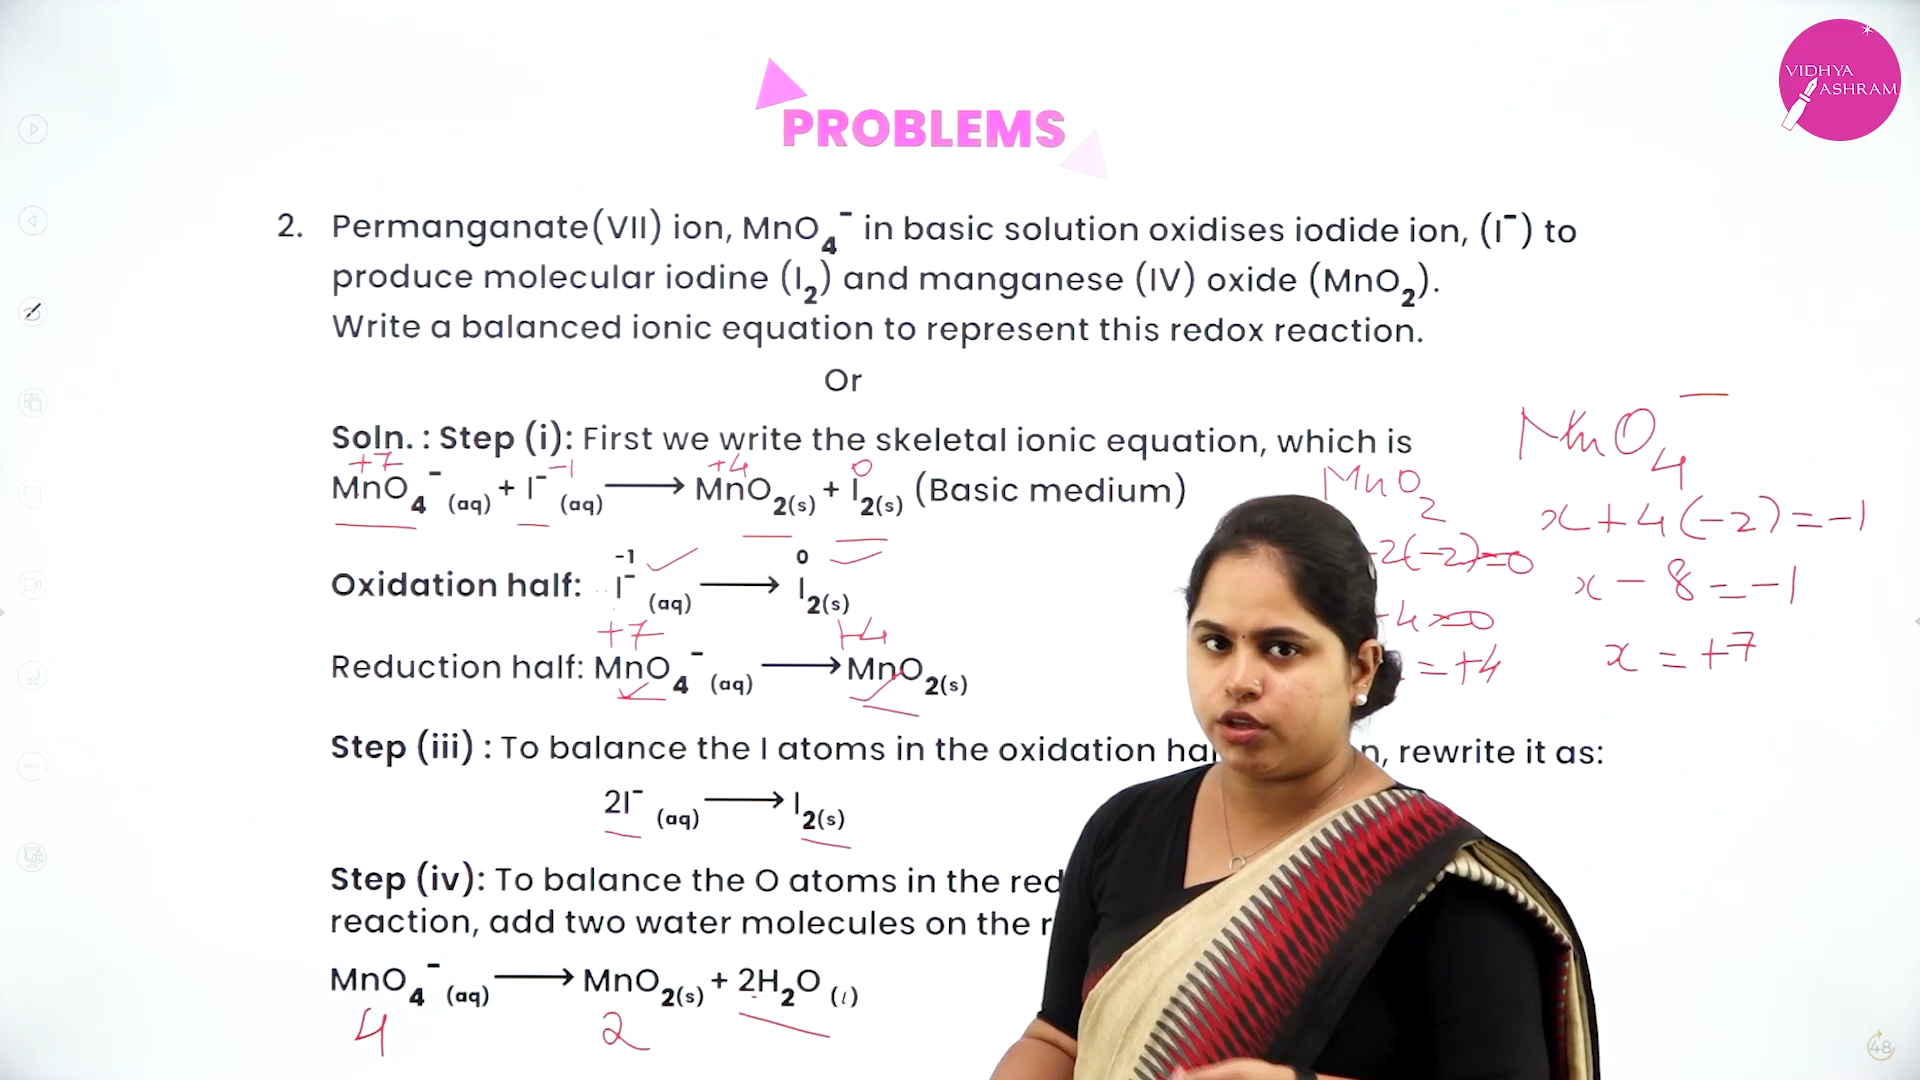 VIDHYA
ASHRAM
PROBLEMS
2. Permanganate(VII) ion, MnO4⁻ in basic solution oxidises iodide ion, (I⁻) to
produce molecular iodine (I2) and manganese (IV) oxide (MnO2).
Write a balanced ionic equation to represent this redox reaction.
Or
Soln. : Step (i): First we write the skeletal ionic equation, which is
+7 -1 +4 0
MnO4⁻(aq) + I⁻(aq) ⟶ MnO2(s) + I2(s) (Basic medium)
-1 0
Oxidation half: I⁻(aq) ⟶ I2(s)
+7 +4
Reduction half: MnO4⁻(aq) ⟶ MnO2(s)
Step (iii) : To balance the I atoms in the oxidation , rewrite it as:
2I⁻(aq) ⟶ I2(s)
Step (iv): To balance the O atoms in the
reaction, add two water molecules on the
MnO4⁻(aq) ⟶ MnO2(s) + 2H2O (l)
4 2
MnO2
2(-2)=0
4=0
= +4
MnO4⁻
x+4(-2)=-1
x-8=-1
x=+7
48